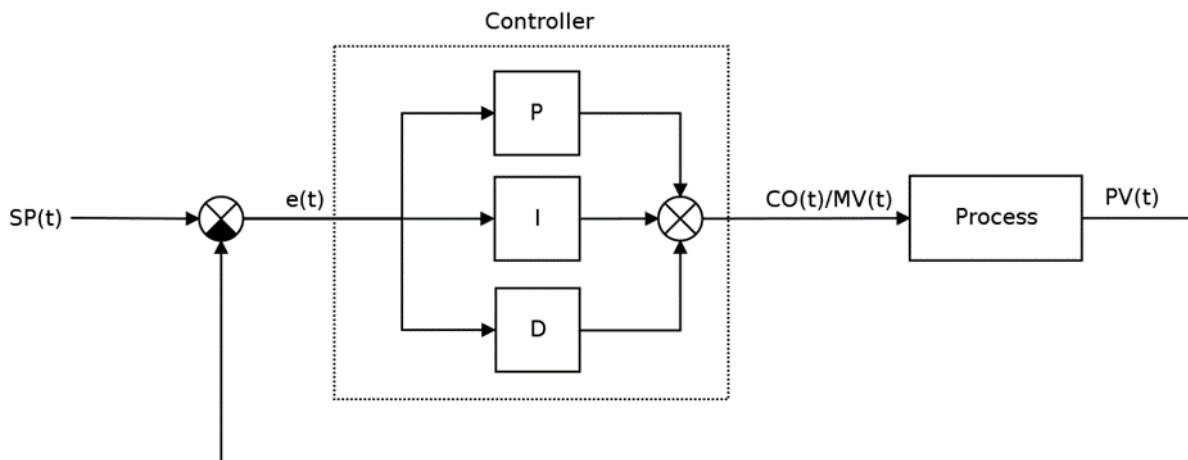 Controller
P
SP(t)
e(t)
I
CO(t)/MV(t)
Process
PV(t)
D